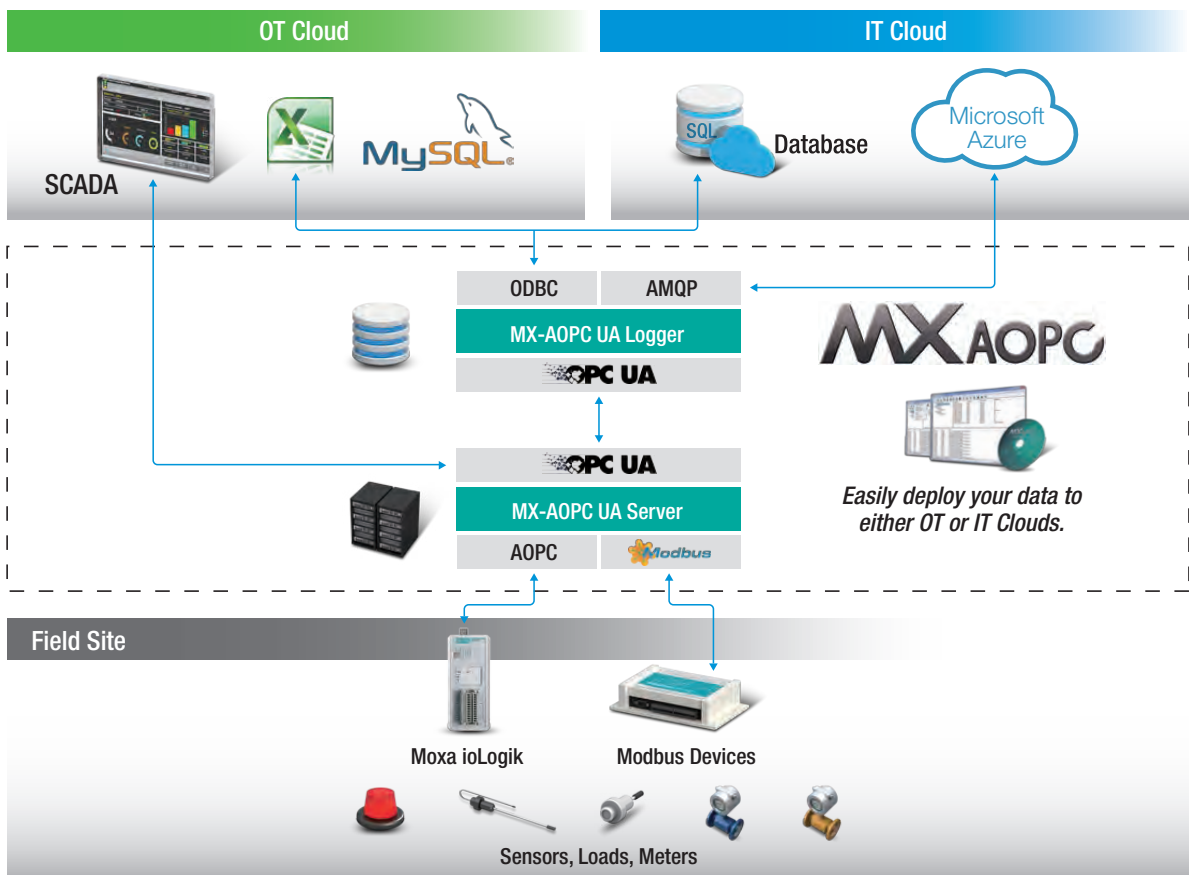 OT Cloud
IT Cloud
SCADA
X
MySQL
SQL
Database
Microsoft
Azure
ODBC
AMQP
MX-AOPC UA Logger
OPC UA
MX AOPC
OPC UA
MX-AOPC UA Server
AOPC
Modbus
Easily deploy your data to
either OT or IT Clouds.
Field Site
Moxa ioLogik
Modbus Devices
Sensors, Loads, Meters